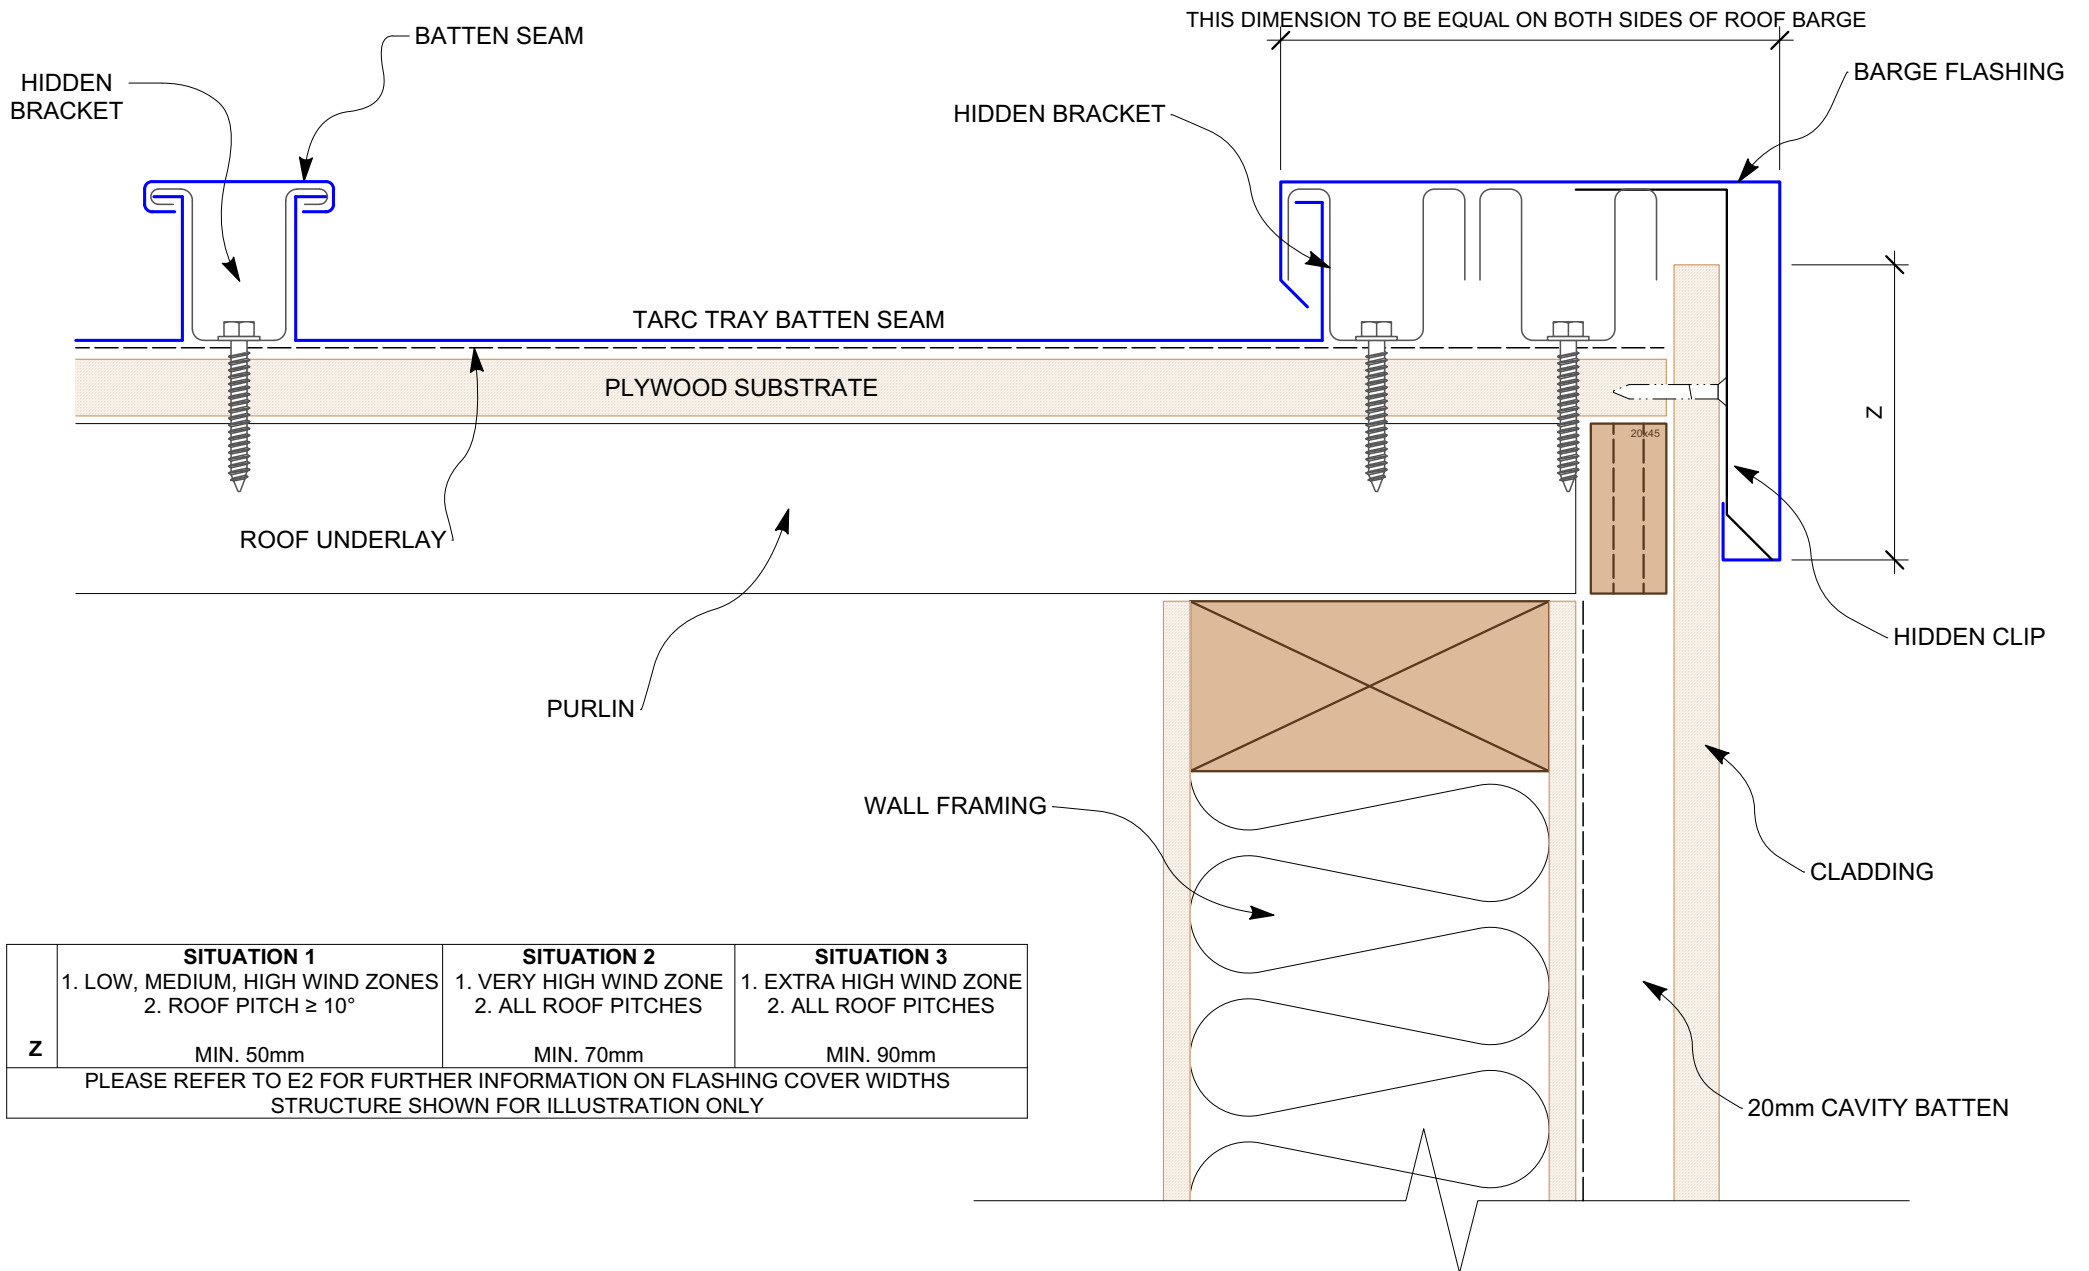 THIS DIMENSION TO BE EQUAL ON BOTH SIDES OF ROOF BARGE
BATTEN SEAM
HIDDEN
BRACKET
BARGE FLASHING
HIDDEN BRACKET
TARC TRAY BATTEN SEAM
PLYWOOD SUBSTRATE
Z
20x45
ROOF UNDERLAY
HIDDEN CLIP
PURLIN
WALL FRAMING
CLADDING
20mm CAVITY BATTEN
SITUATION 1
1. LOW, MEDIUM, HIGH WIND ZONES
2. ROOF PITCH ≥ 10°
MIN. 50mm
SITUATION 2
1. VERY HIGH WIND ZONE
2. ALL ROOF PITCHES
MIN. 70mm
SITUATION 3
1. EXTRA HIGH WIND ZONE
2. ALL ROOF PITCHES
MIN. 90mm
Z
PLEASE REFER TO E2 FOR FURTHER INFORMATION ON FLASHING COVER WIDTHS
STRUCTURE SHOWN FOR ILLUSTRATION ONLY